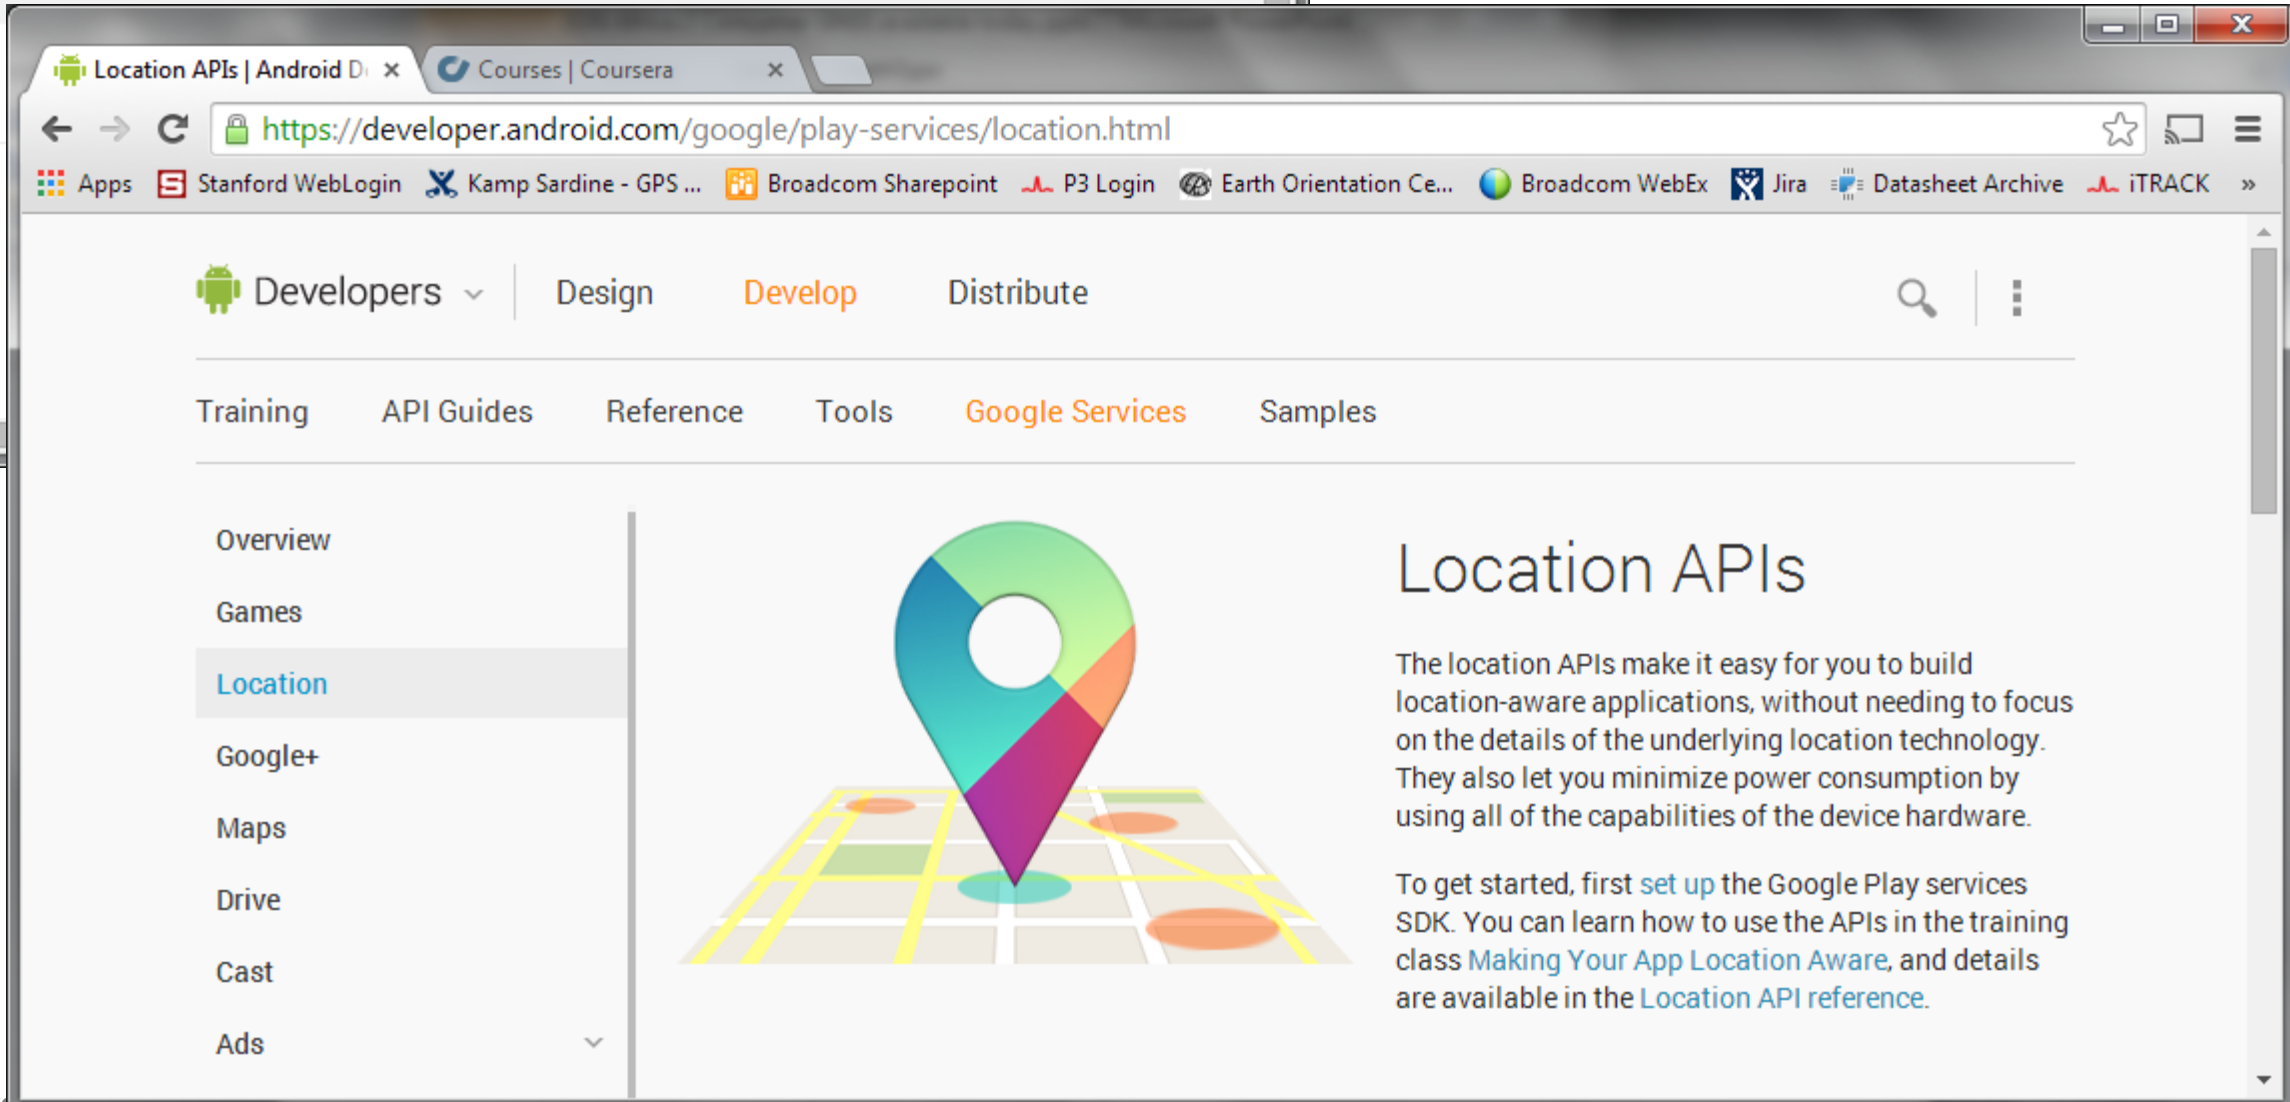 Location APIs | Android D
Courses | Coursera
https://developer.android.com/google/play-services/location.html
Apps Stanford WebLogin Kamp Sardine - GPS ... Broadcom Sharepoint P3 Login Earth Orientation Ce... Broadcom WebEx Jira Datasheet Archive iTRACK »
Developers Design Develop Distribute
Training API Guides Reference Tools Google Services Samples
Overview
Games
Location
Google+
Maps
Drive
Cast
Ads
Location APIs
The location APIs make it easy for you to build
location-aware applications, without needing to focus
on the details of the underlying location technology.
They also let you minimize power consumption by
using all of the capabilities of the device hardware.
To get started, first set up the Google Play services
SDK. You can learn how to use the APIs in the training
class Making Your App Location Aware, and details
are available in the Location API reference.